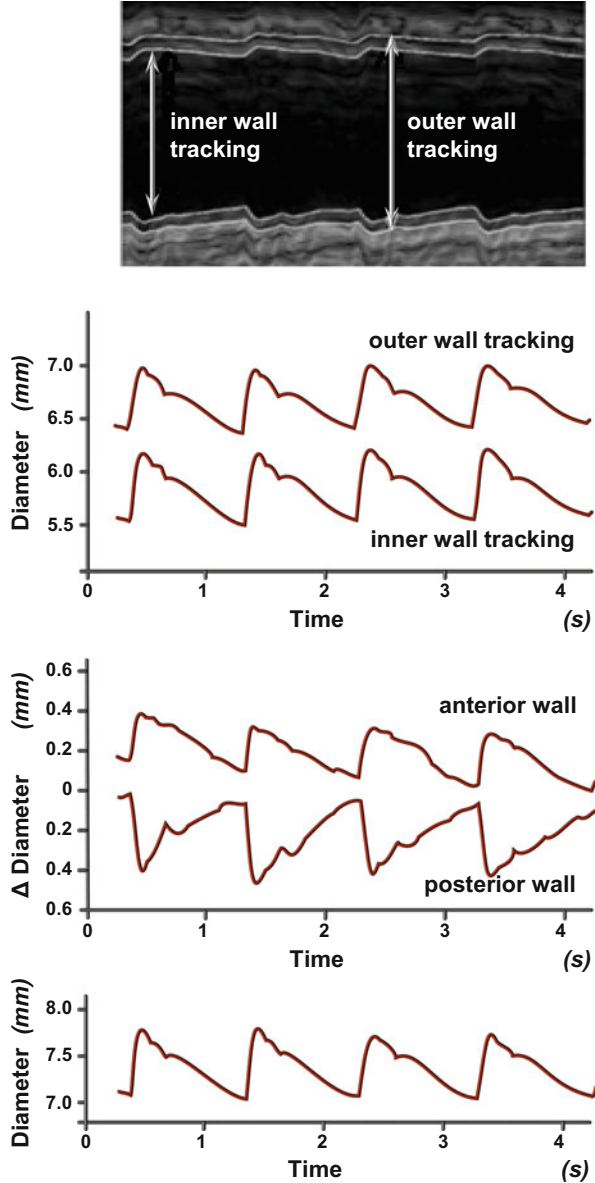 inner wall
tracking
outer wall
tracking
outer wall tracking
Diameter (mm)
7.0
6.5
6.0
5.5
inner wall tracking
0 1 2 3 4
Time (s)
Δ Diameter (mm)
0.6
0.4
0.2
0
0.2
0.4
0.6
anterior wall
posterior wall
0 1 2 3 4
Time (s)
Diameter (mm)
8.0
7.5
7.0
0 1 2 3 4
Time (s)